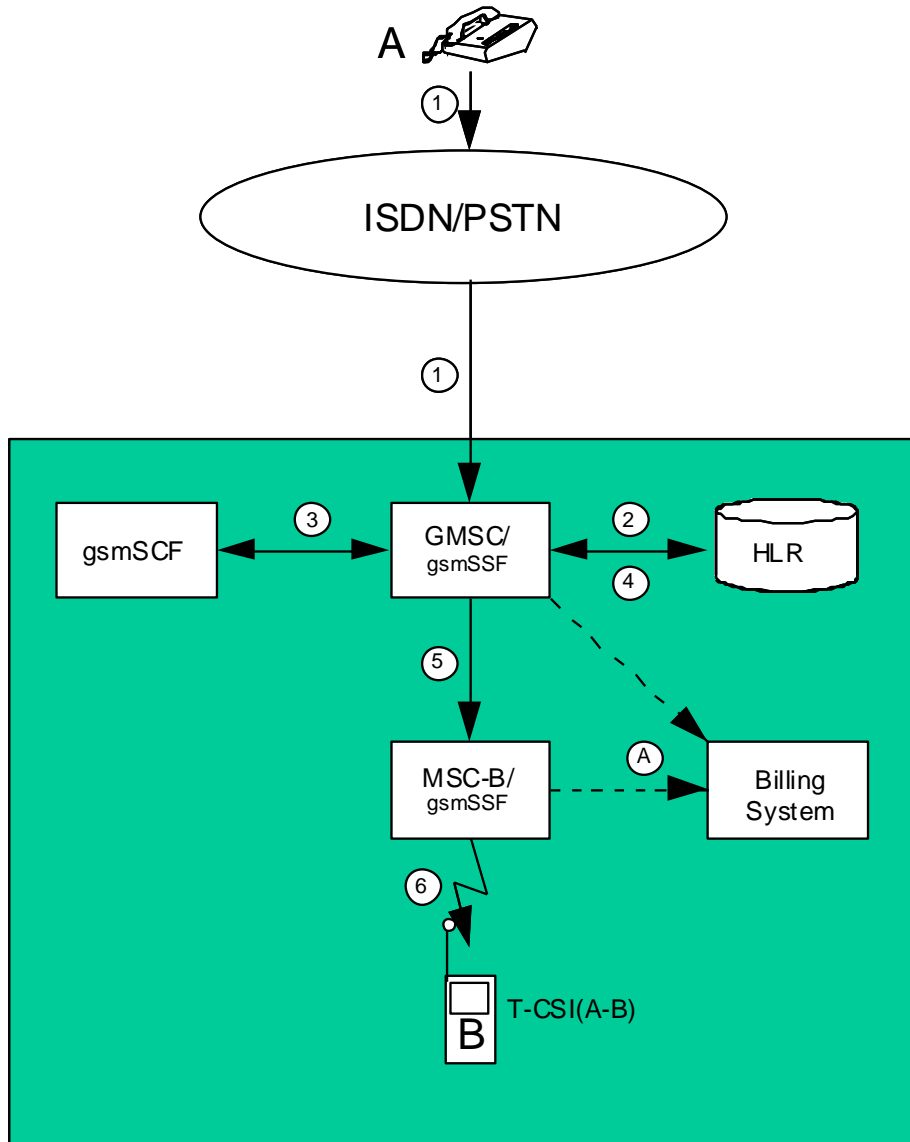 A
1
ISDN/PSTN
1
gsmSCF
3
GMSC/
gsmSSF
2
4
HLR
5
MSC-B/
gsmSSF
A
Billing
System
6
B
T-CSI(A-B)